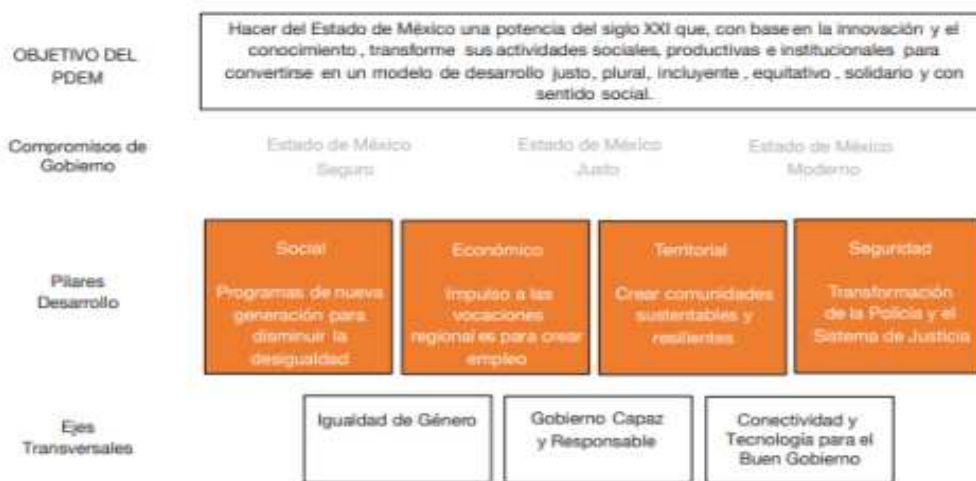 OBJETIVO DEL
PDEM
Hacer del Estado de México una potencia del siglo XXI que, con base en la innovación y el
conocimiento , transforme sus actividades sociales, productivas e institucionales para
convertirse en un modelo de desarrollo justo, plural, incluyente, equitativo , solidario y con
sentido social.
Compromisos de
Gobierno
Estado de México
Seguro
Estado de México
Justo
Estado de México
Moderno
Pilares
Desarrollo
Social
Programas de nueva
generación para
disminuir la
desigualdad
Económico
Impulso a las
vocaciones
regionales para crear
empleo
Territorial
Crear comunidades
sustentables y
resilientes
Seguridad
Transformación
de la Policía y el
Sistema de Justicia
Ejes
Transversales
Igualdad de Género
Gobierno Capaz
y Responsable
Conectividad y
Tecnología para el
Buen Gobierno